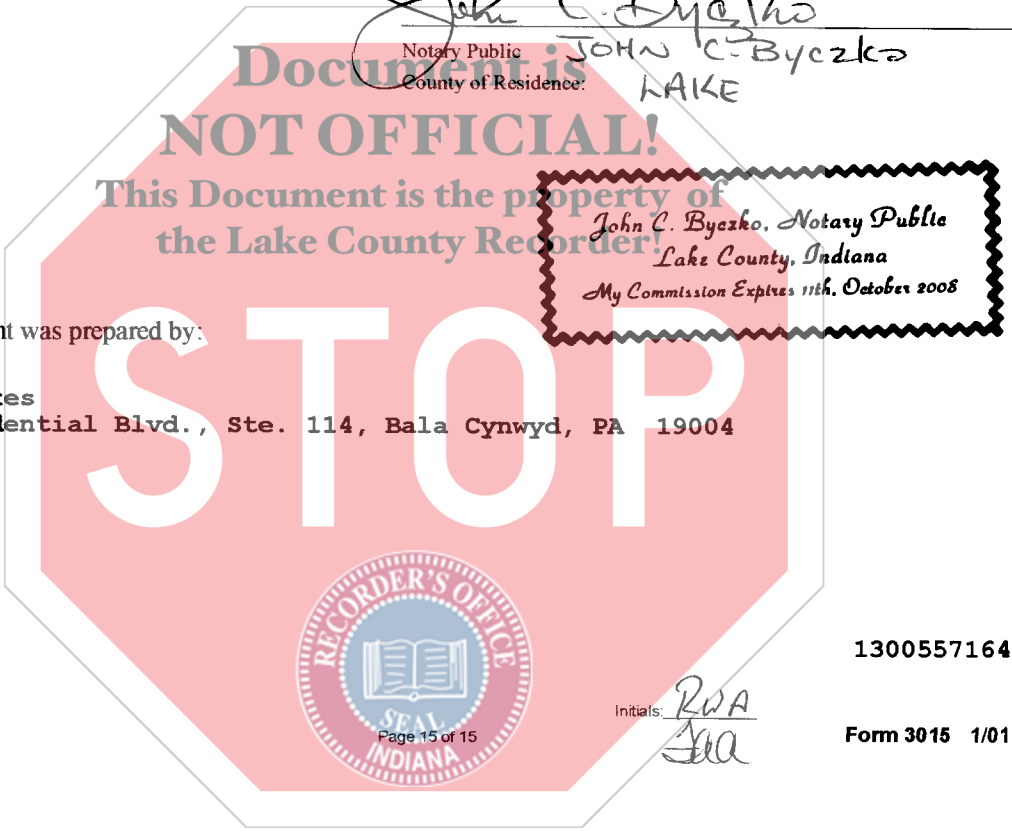 John C. Byczko
Notary Public JOHN C. Byczko
County of Residence: LAKE
Document is
NOT OFFICIAL!
This Document is the property of
the Lake County Recorder!
John C. Byczko, Notary Public
Lake County, Indiana
My Commission Expires 11th, October 2008
nt was prepared by:
tes
dential Blvd., Ste. 114, Bala Cynwyd, PA 19004
STOP
RECORDER'S OFFICE
SEAL
INDIANA
1300557164
Initials: RWA
Page 15 of 15
Form 3015 1/01